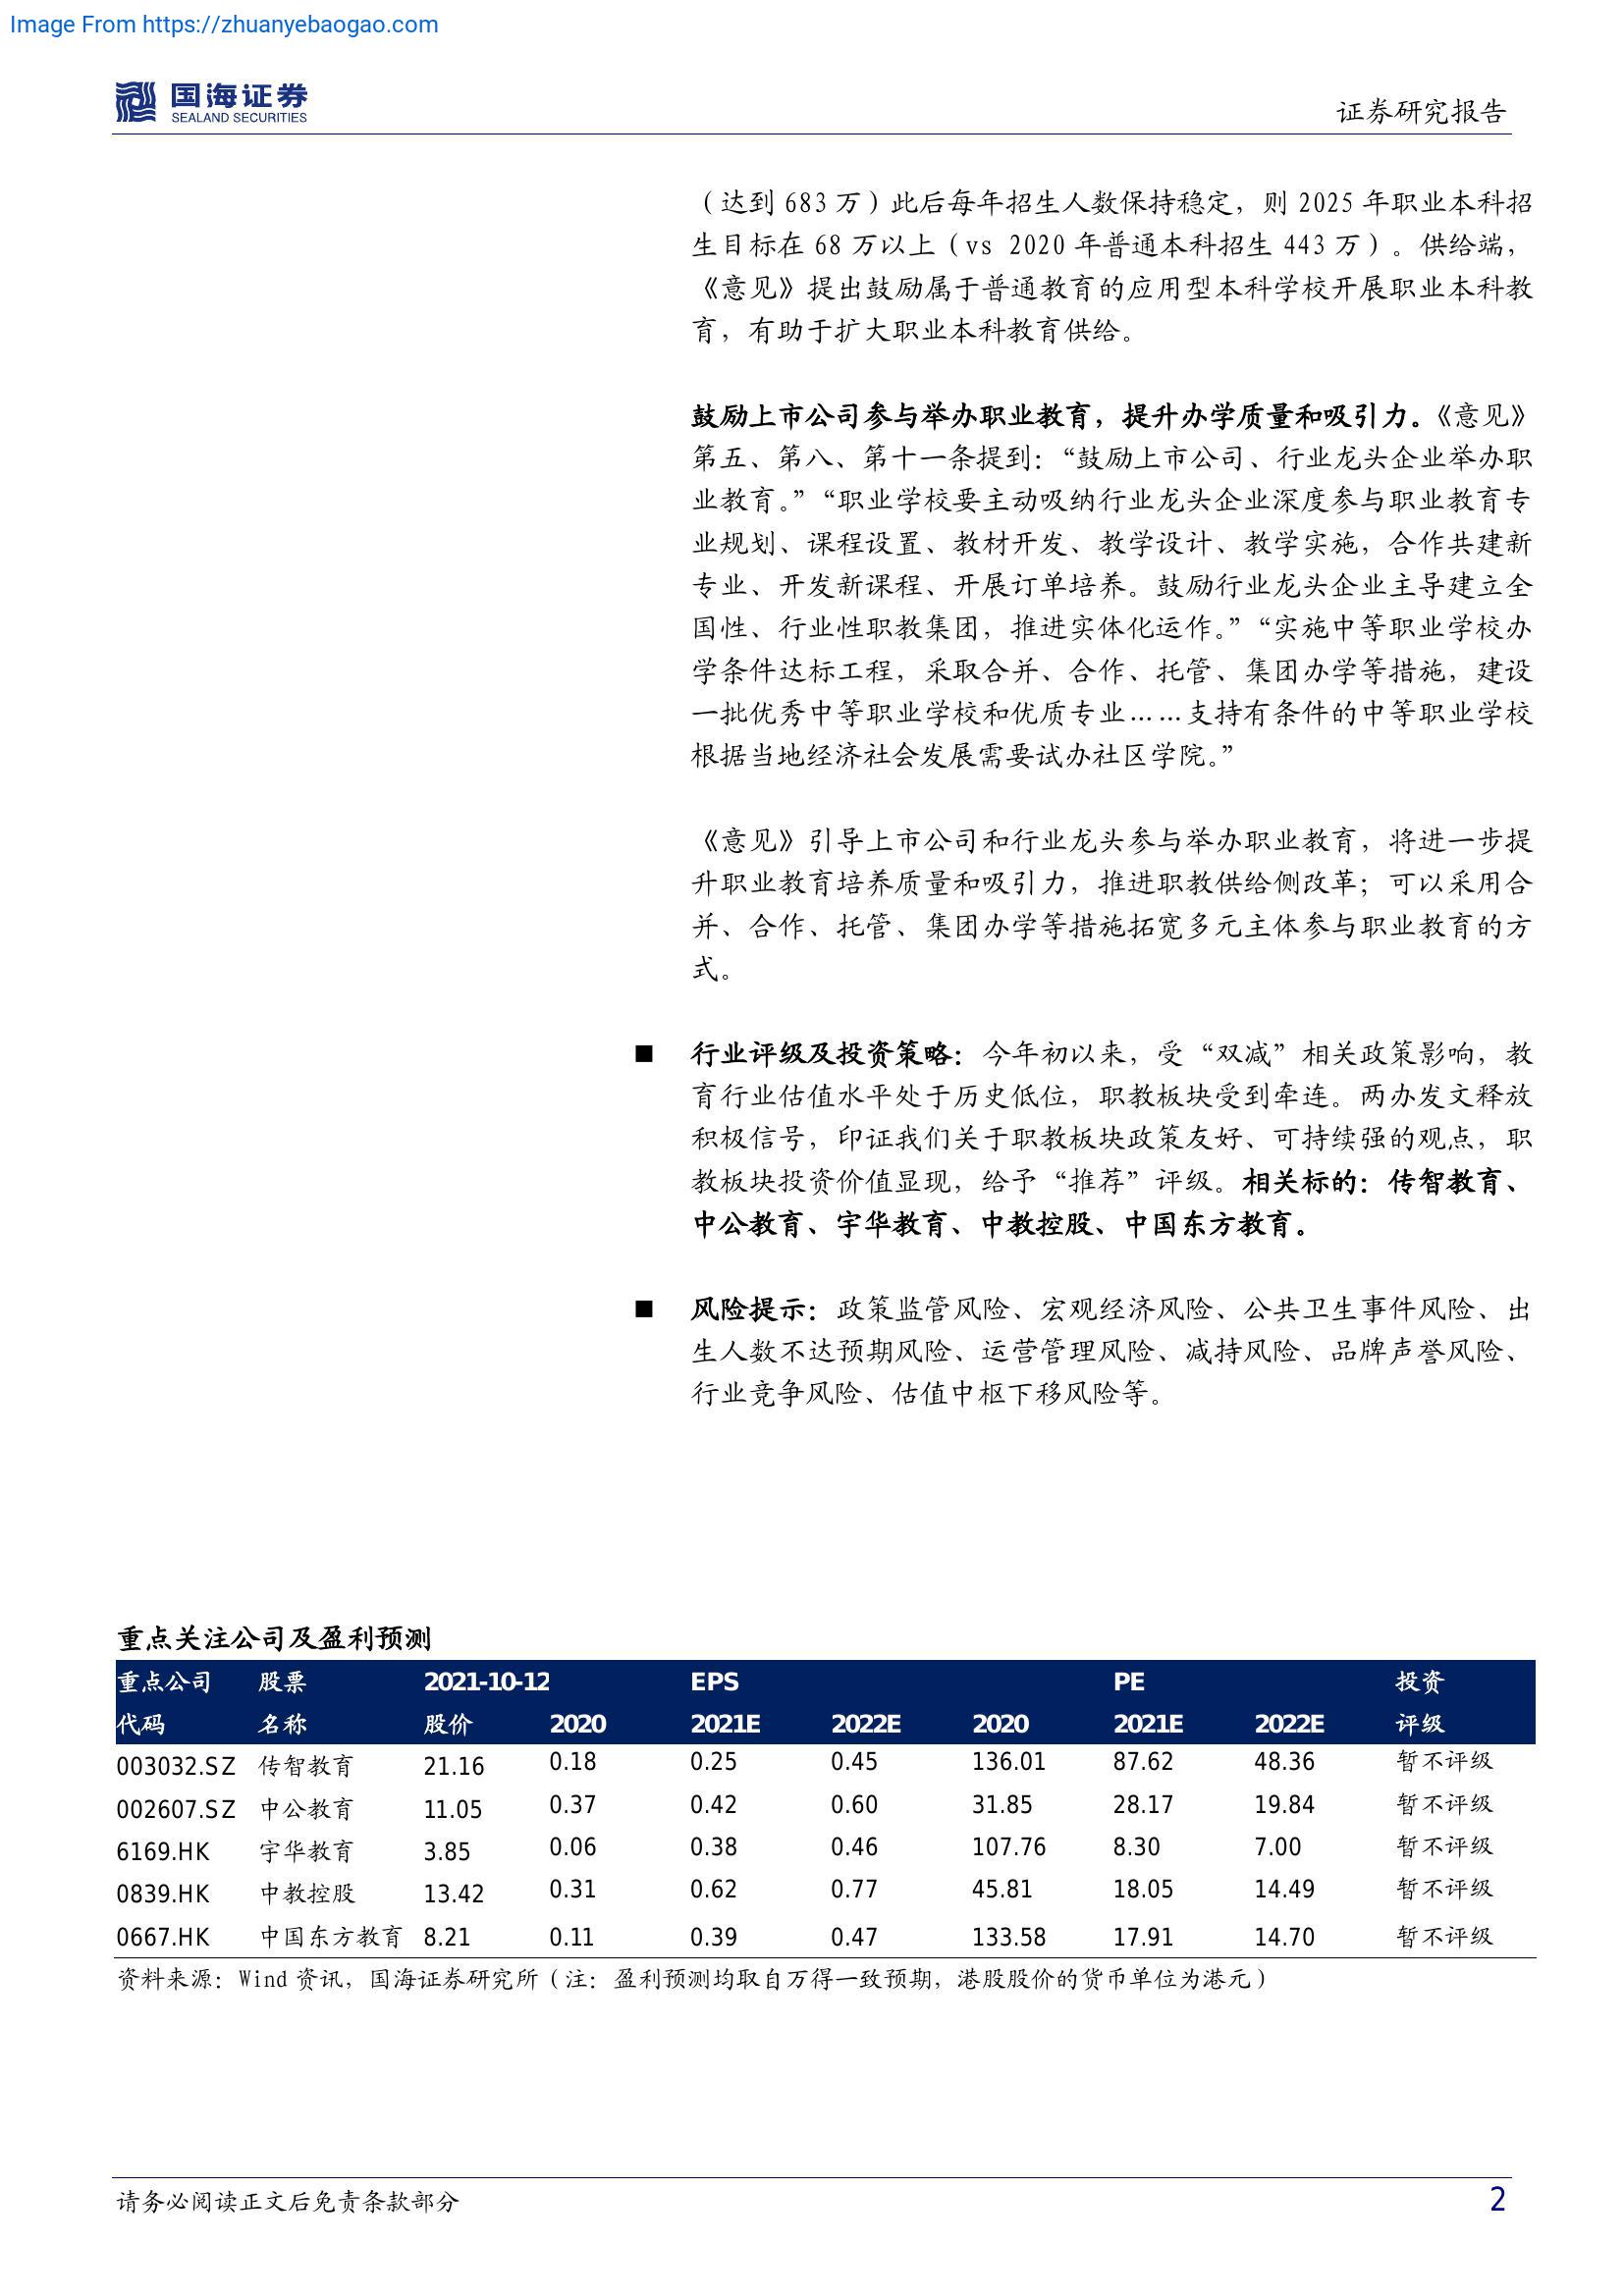 Image From https://zhuanyebaogao.com
国海证券
SEALAND SECURITIES
证券研究报告
（达到 683 万）此后每年招生人数保持稳定，则 2025 年职业本科招
生目标在 68 万以上（vs 2020 年普通本科招生 443 万）。供给端，
《意见》提出鼓励属于普通教育的应用型本科学校开展职业本科教
育，有助于扩大职业本科教育供给。
鼓励上市公司参与举办职业教育，提升办学质量和吸引力。《意见》
第五、第八、第十一条提到：“鼓励上市公司、行业龙头企业举办职
业教育。”“职业学校要主动吸纳行业龙头企业深度参与职业教育专
业规划、课程设置、教材开发、教学设计、教学实施，合作共建新
专业、开发新课程、开展订单培养。鼓励行业龙头企业主导建立全
国性、行业性职教集团，推进实体化运作。”“实施中等职业学校办
学条件达标工程，采取合并、合作、托管、集团办学等措施，建设
一批优秀中等职业学校和优质专业……支持有条件的中等职业学校
根据当地经济社会发展需要试办社区学院。”
《意见》引导上市公司和行业龙头参与举办职业教育，将进一步提
升职业教育培养质量和吸引力，推进职教供给侧改革；可以采用合
并、合作、托管、集团办学等措施拓宽多元主体参与职业教育的方
式。
■ 行业评级及投资策略：今年初以来，受“双减”相关政策影响，教
育行业估值水平处于历史低位，职教板块受到牵连。两办发文释放
积极信号，印证我们关于职教板块政策友好、可持续强的观点，职
教板块投资价值显现，给予“推荐”评级。相关标的：传智教育、
中公教育、宇华教育、中教控股、中国东方教育。
■ 风险提示：政策监管风险、宏观经济风险、公共卫生事件风险、出
生人数不达预期风险、运营管理风险、减持风险、品牌声誉风险、
行业竞争风险、估值中枢下移风险等。
重点关注公司及盈利预测
重点公司 股票 2021-10-12 EPS PE 投资
代码 名称 股价 2020 2021E 2022E 2020 2021E 2022E 评级
003032.SZ 传智教育 21.16 0.18 0.25 0.45 136.01 87.62 48.36 暂不评级
002607.SZ 中公教育 11.05 0.37 0.42 0.60 31.85 28.17 19.84 暂不评级
6169.HK 宇华教育 3.85 0.06 0.38 0.46 107.76 8.30 7.00 暂不评级
0839.HK 中教控股 13.42 0.31 0.62 0.77 45.81 18.05 14.49 暂不评级
0667.HK 中国东方教育 8.21 0.11 0.39 0.47 133.58 17.91 14.70 暂不评级
资料来源：Wind 资讯，国海证券研究所（注：盈利预测均取自万得一致预期，港股股价的货币单位为港元）
请务必阅读正文后免责条款部分 2